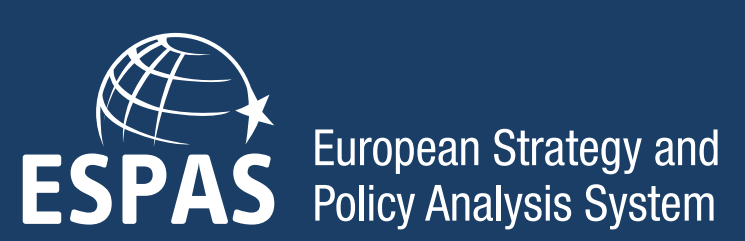 ESPAS
European Strategy and
Policy Analysis System